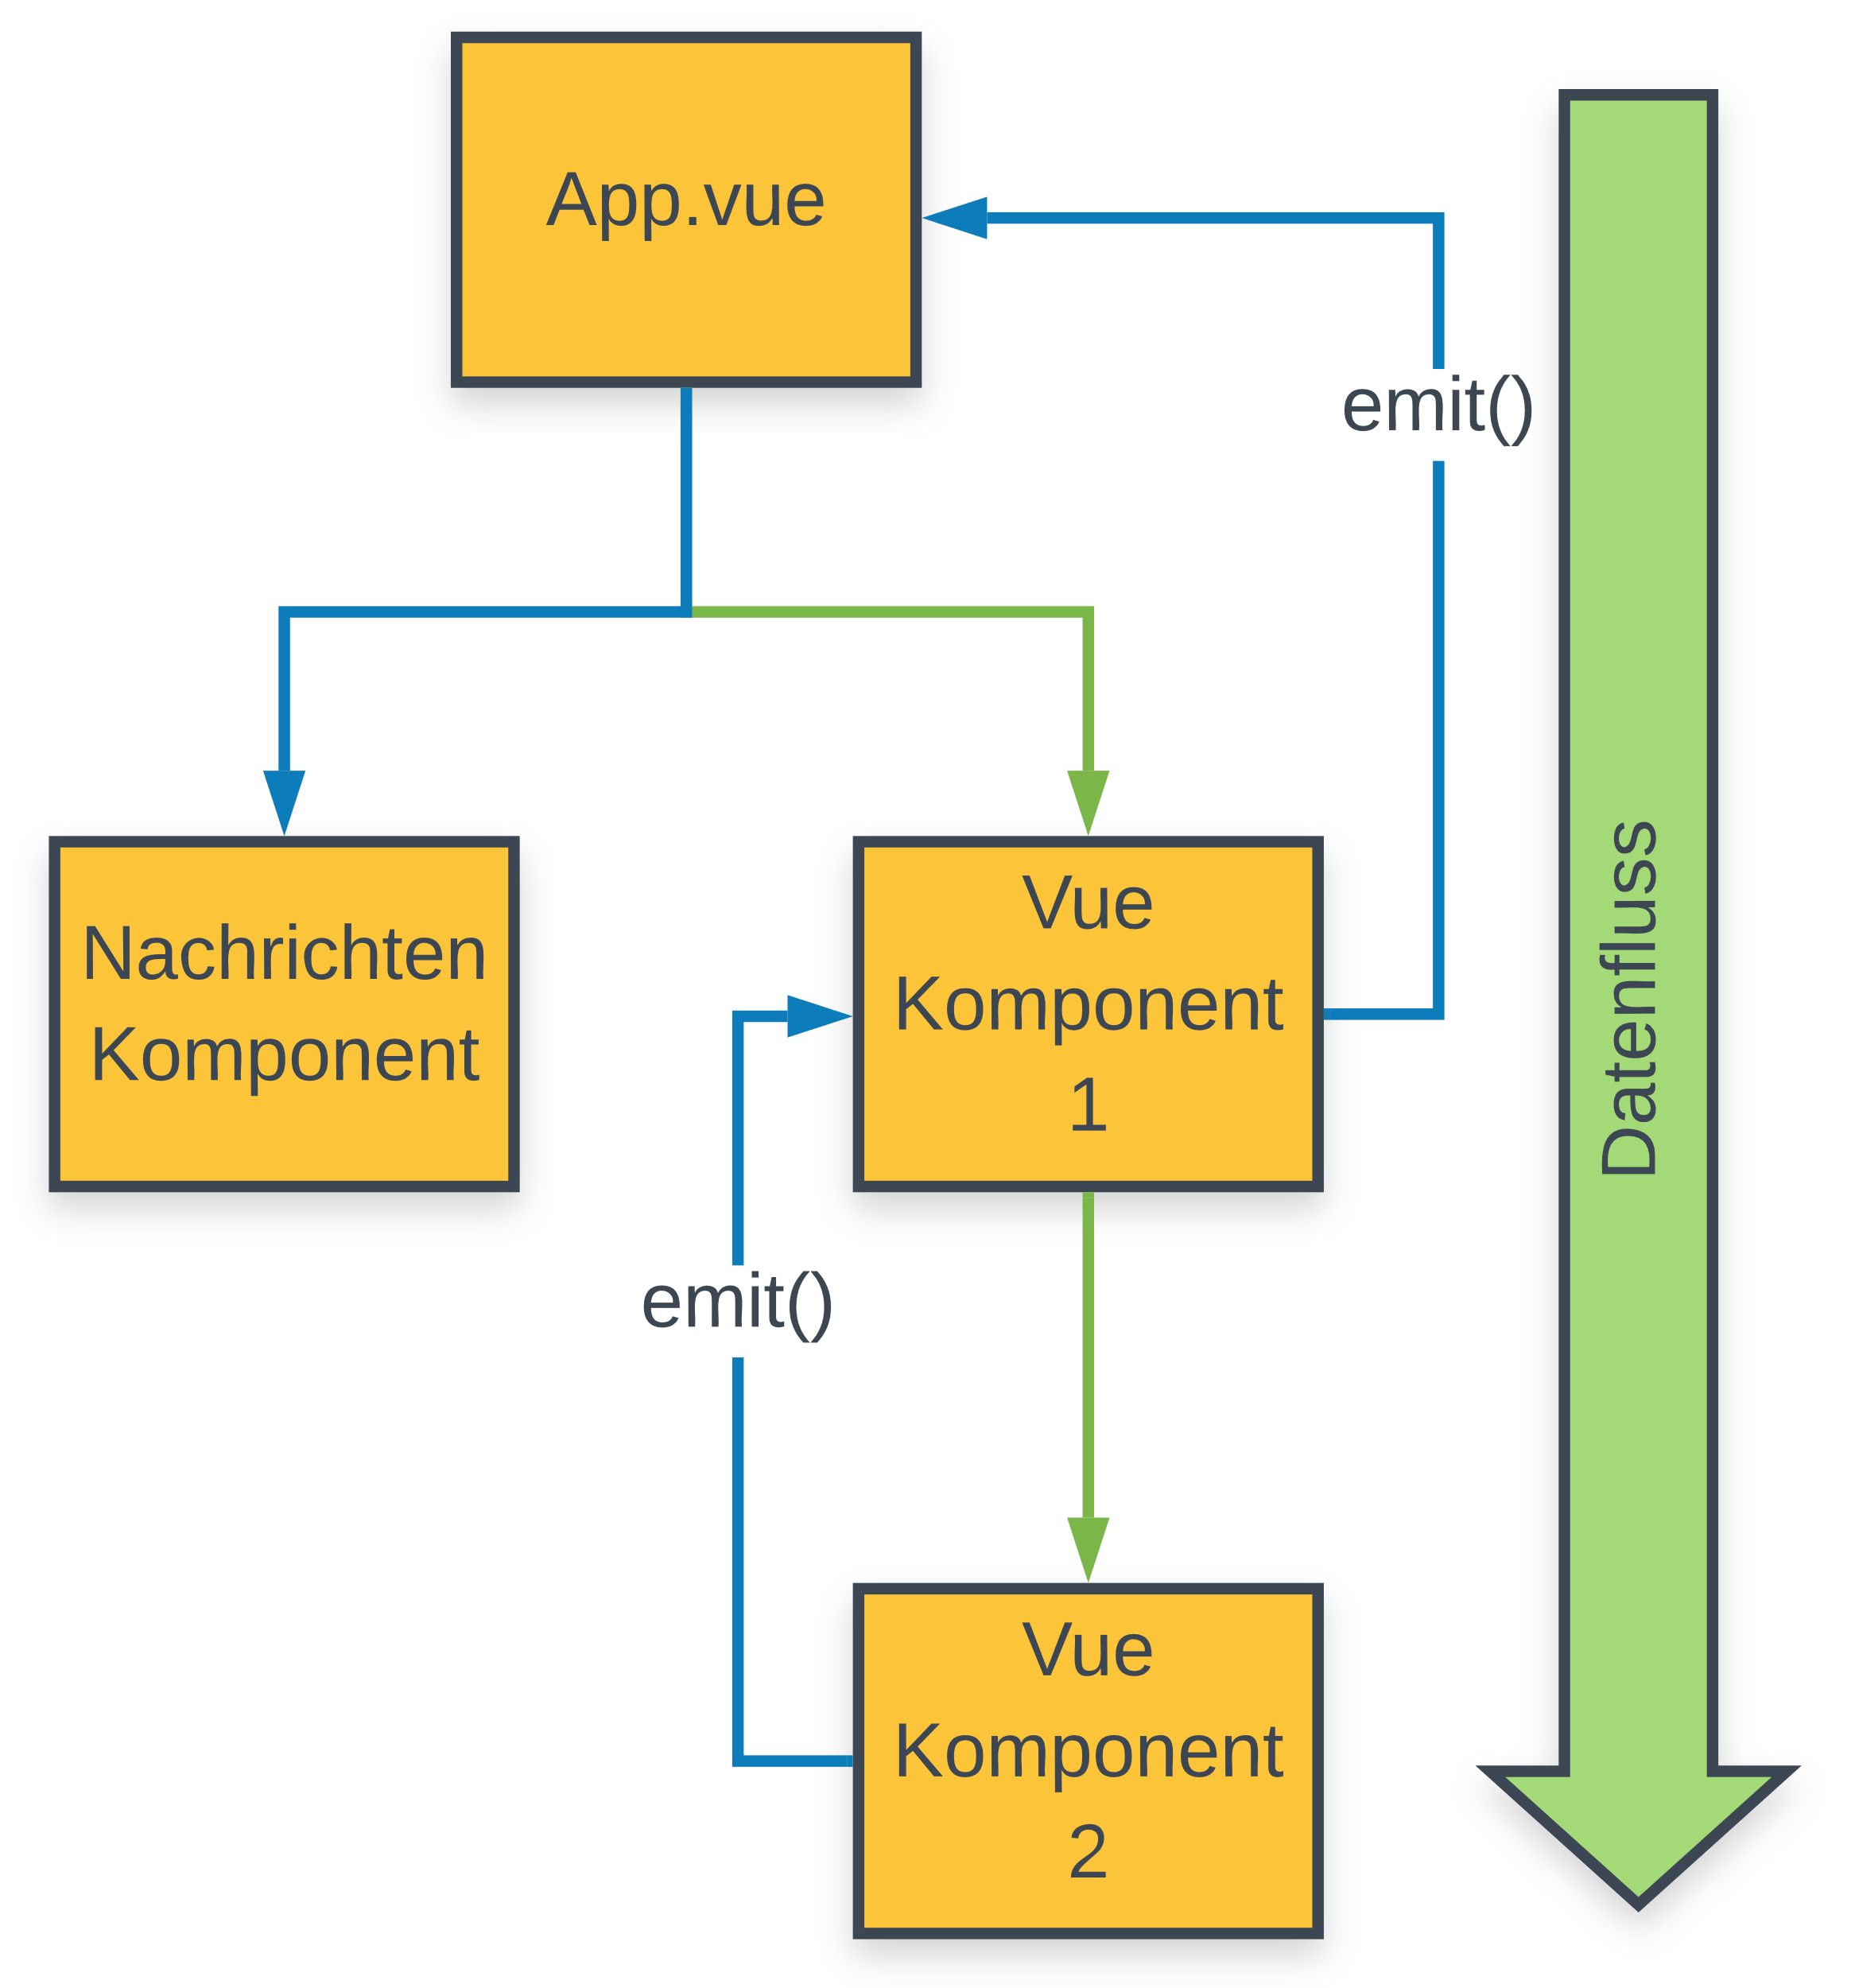 App.vue
emit()
Nachrichten
Komponent
Vue
Komponent
1
Datenfluss
emit()
Vue
Komponent
2